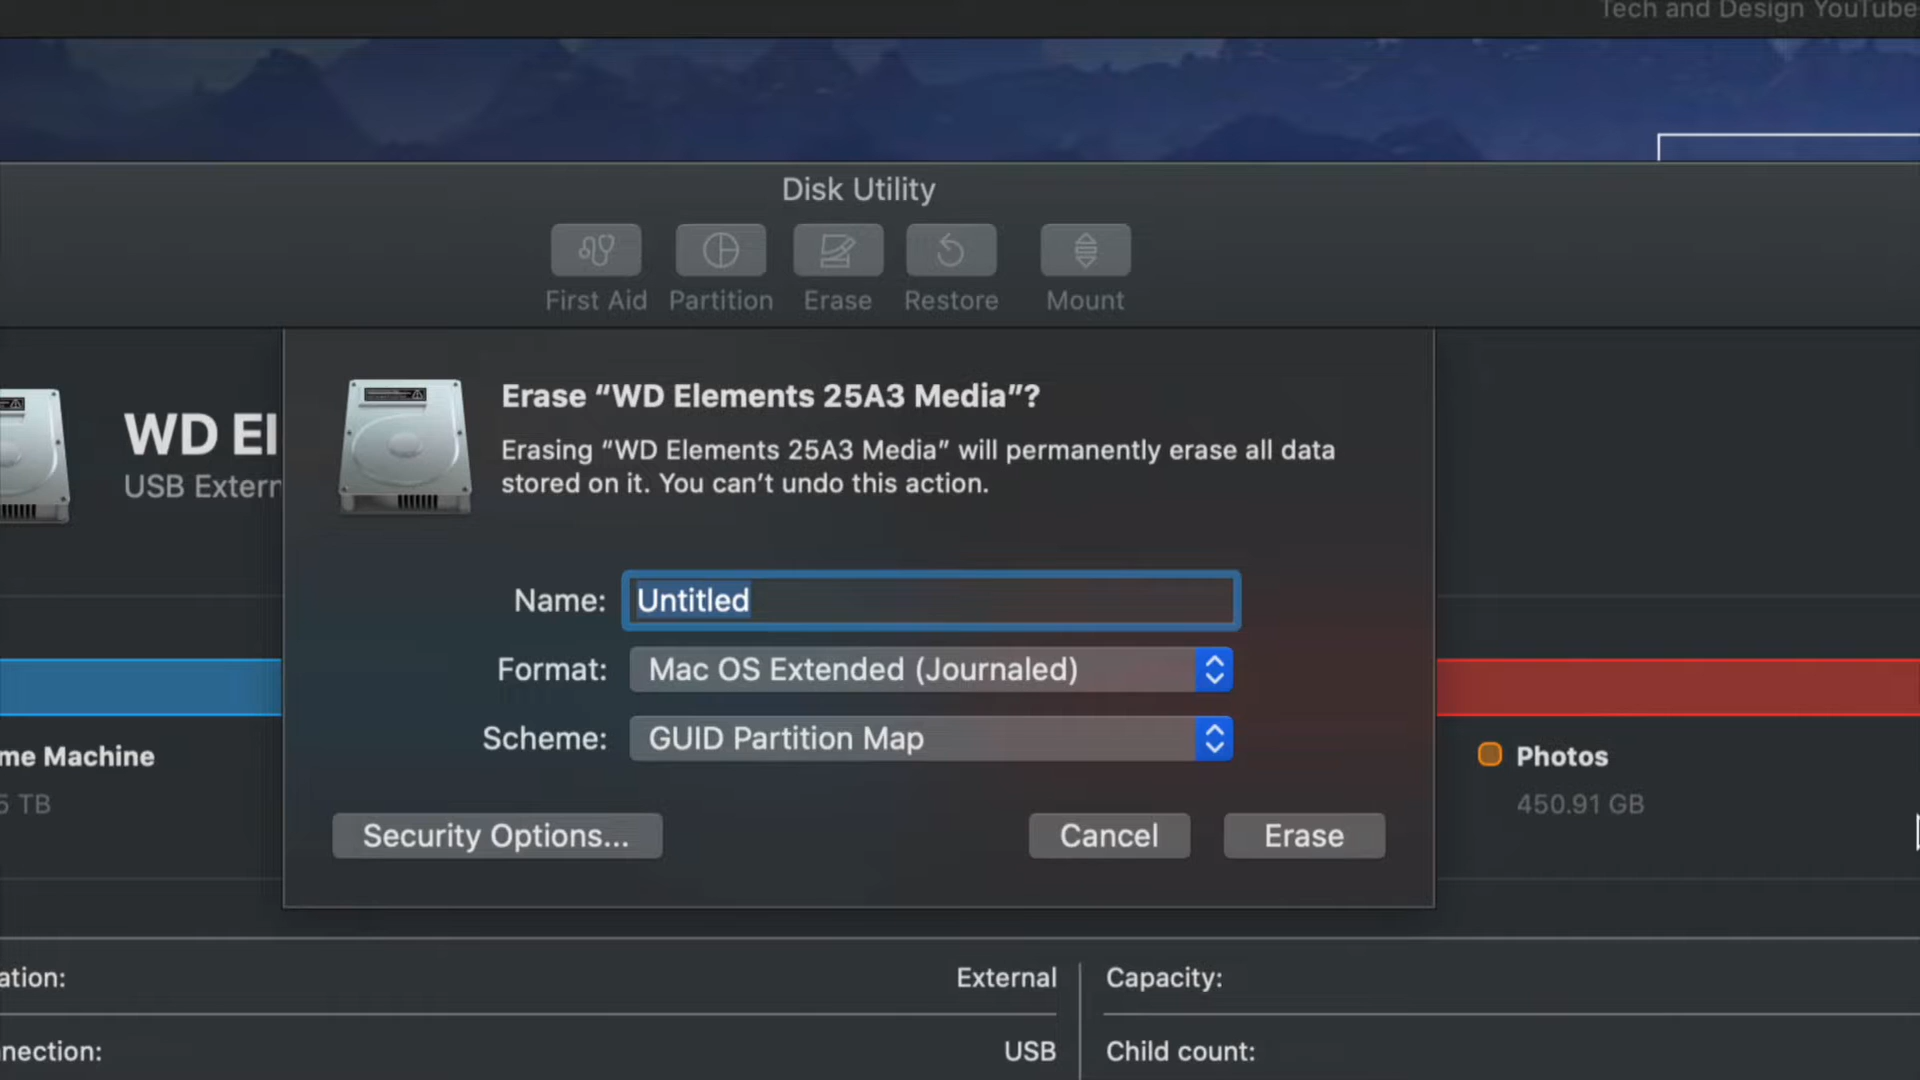 Tech and Design YouTube
Disk Utility
First Aid
Partition
Erase
Restore
Mount
WD El
USB Extern
Erase “WD Elements 25A3 Media”?
Erasing “WD Elements 25A3 Media” will permanently erase all data
stored on it. You can’t undo this action.
Name: Untitled
Format: Mac OS Extended (Journaled)
Scheme: GUID Partition Map
Security Options...
Cancel
Erase
me Machine
5 TB
Photos
450.91 GB
ation: External
Capacity:
nection: USB
Child count: